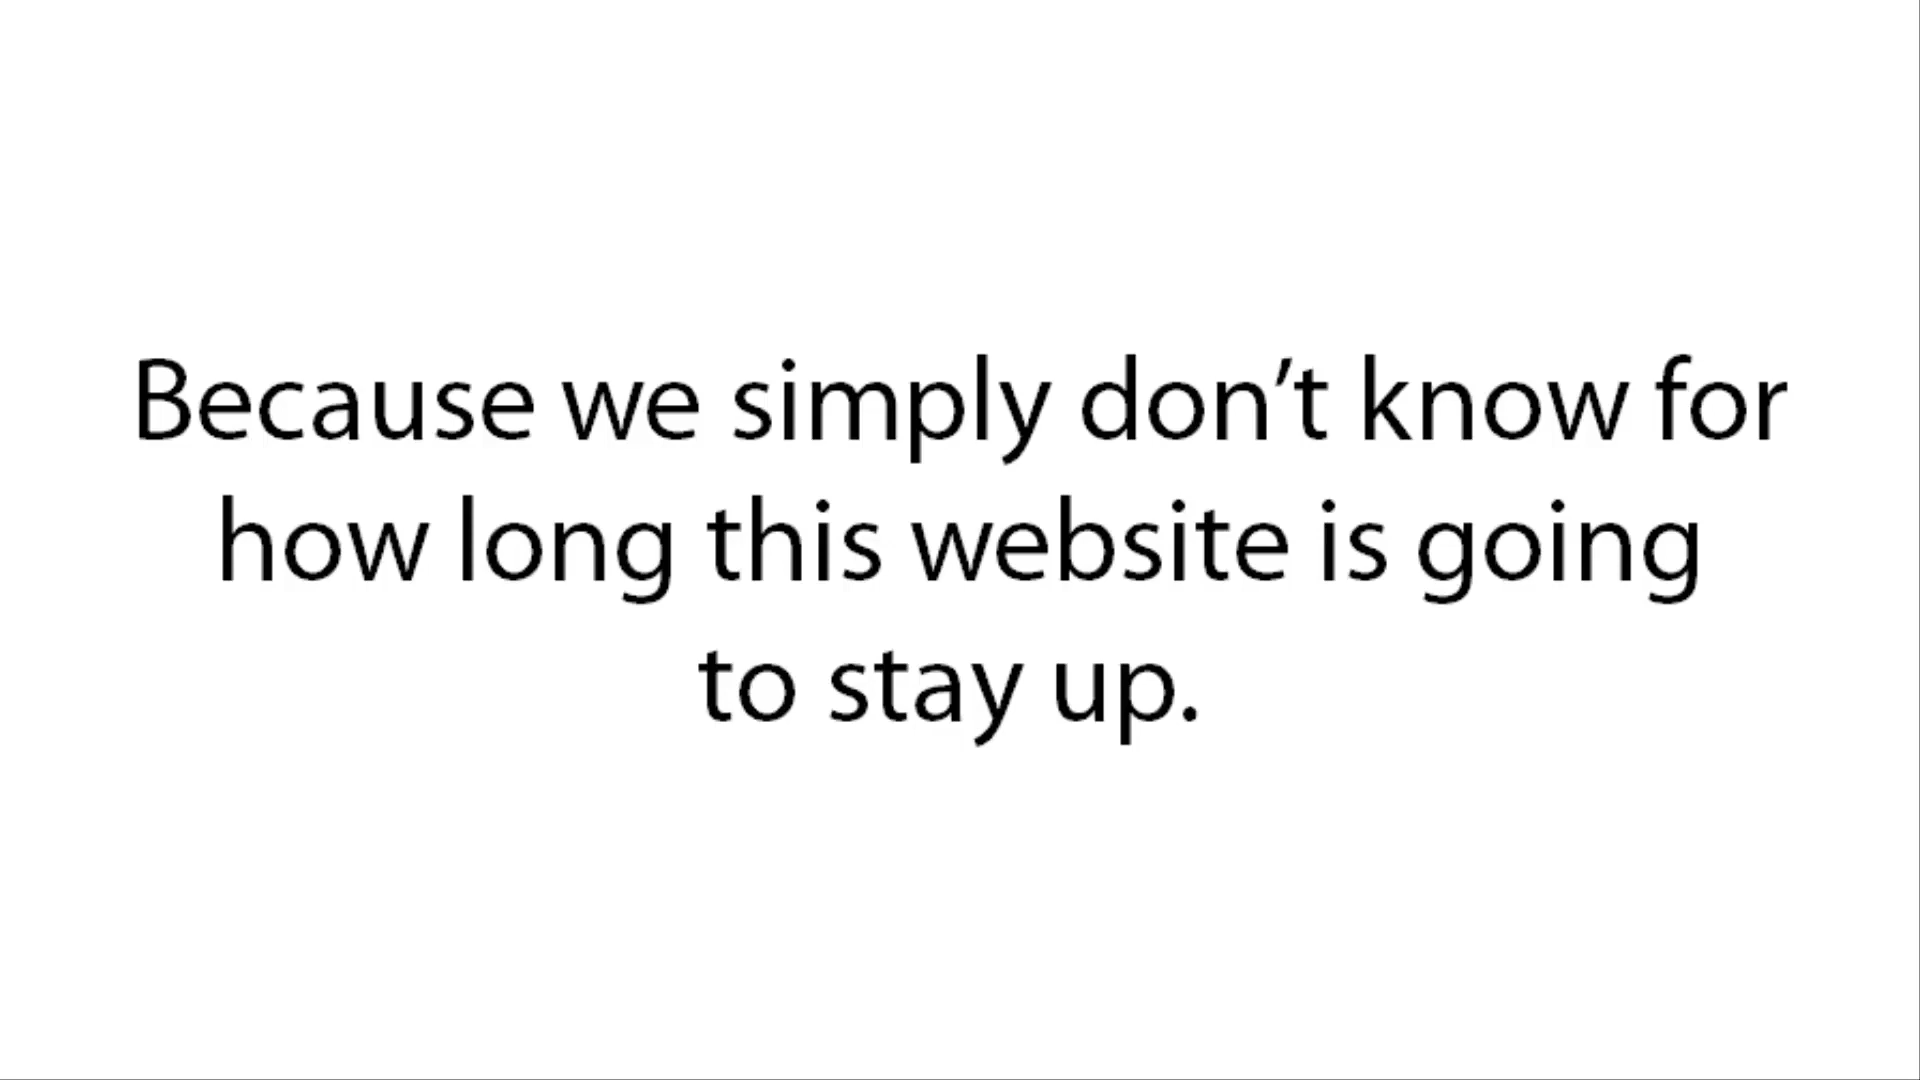 Because we simply don’t know for
how long this website is going
to stay up.